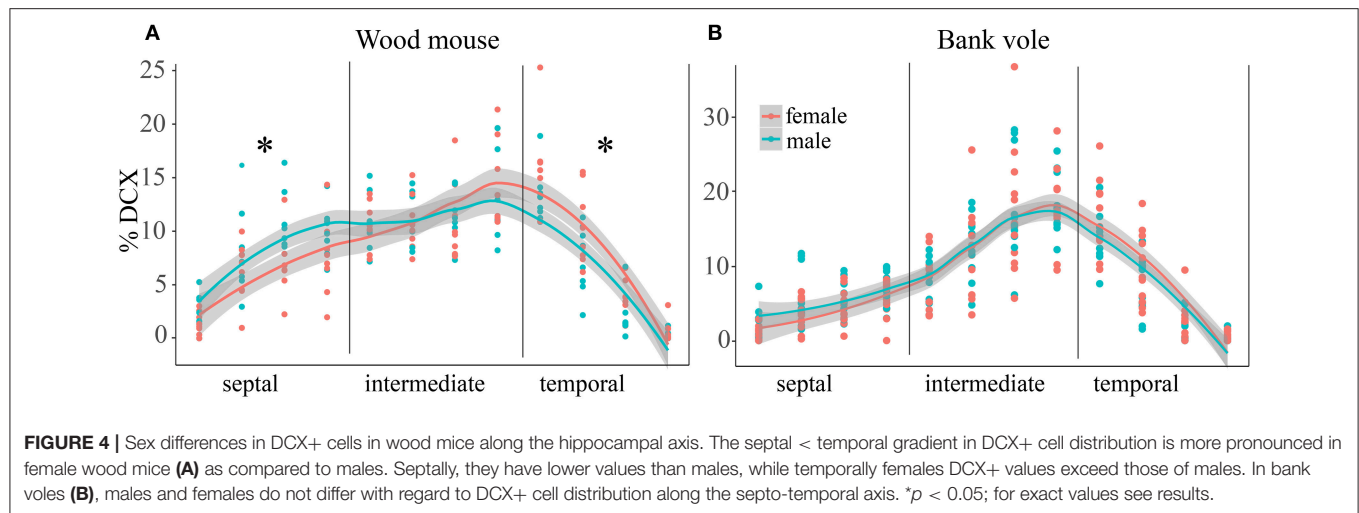 A
Wood mouse
B
Bank vole
25
20
15
10
5
0
% DCX
*
*
septal
intermediate
temporal
30
20
10
0
female
male
septal
intermediate
temporal
FIGURE 4 | Sex differences in DCX+ cells in wood mice along the hippocampal axis. The septal < temporal gradient in DCX+ cell distribution is more pronounced in
female wood mice (A) as compared to males. Septally, they have lower values than males, while temporally females DCX+ values exceed those of males. In bank
voles (B), males and females do not differ with regard to DCX+ cell distribution along the septo-temporal axis. *p < 0.05; for exact values see results.